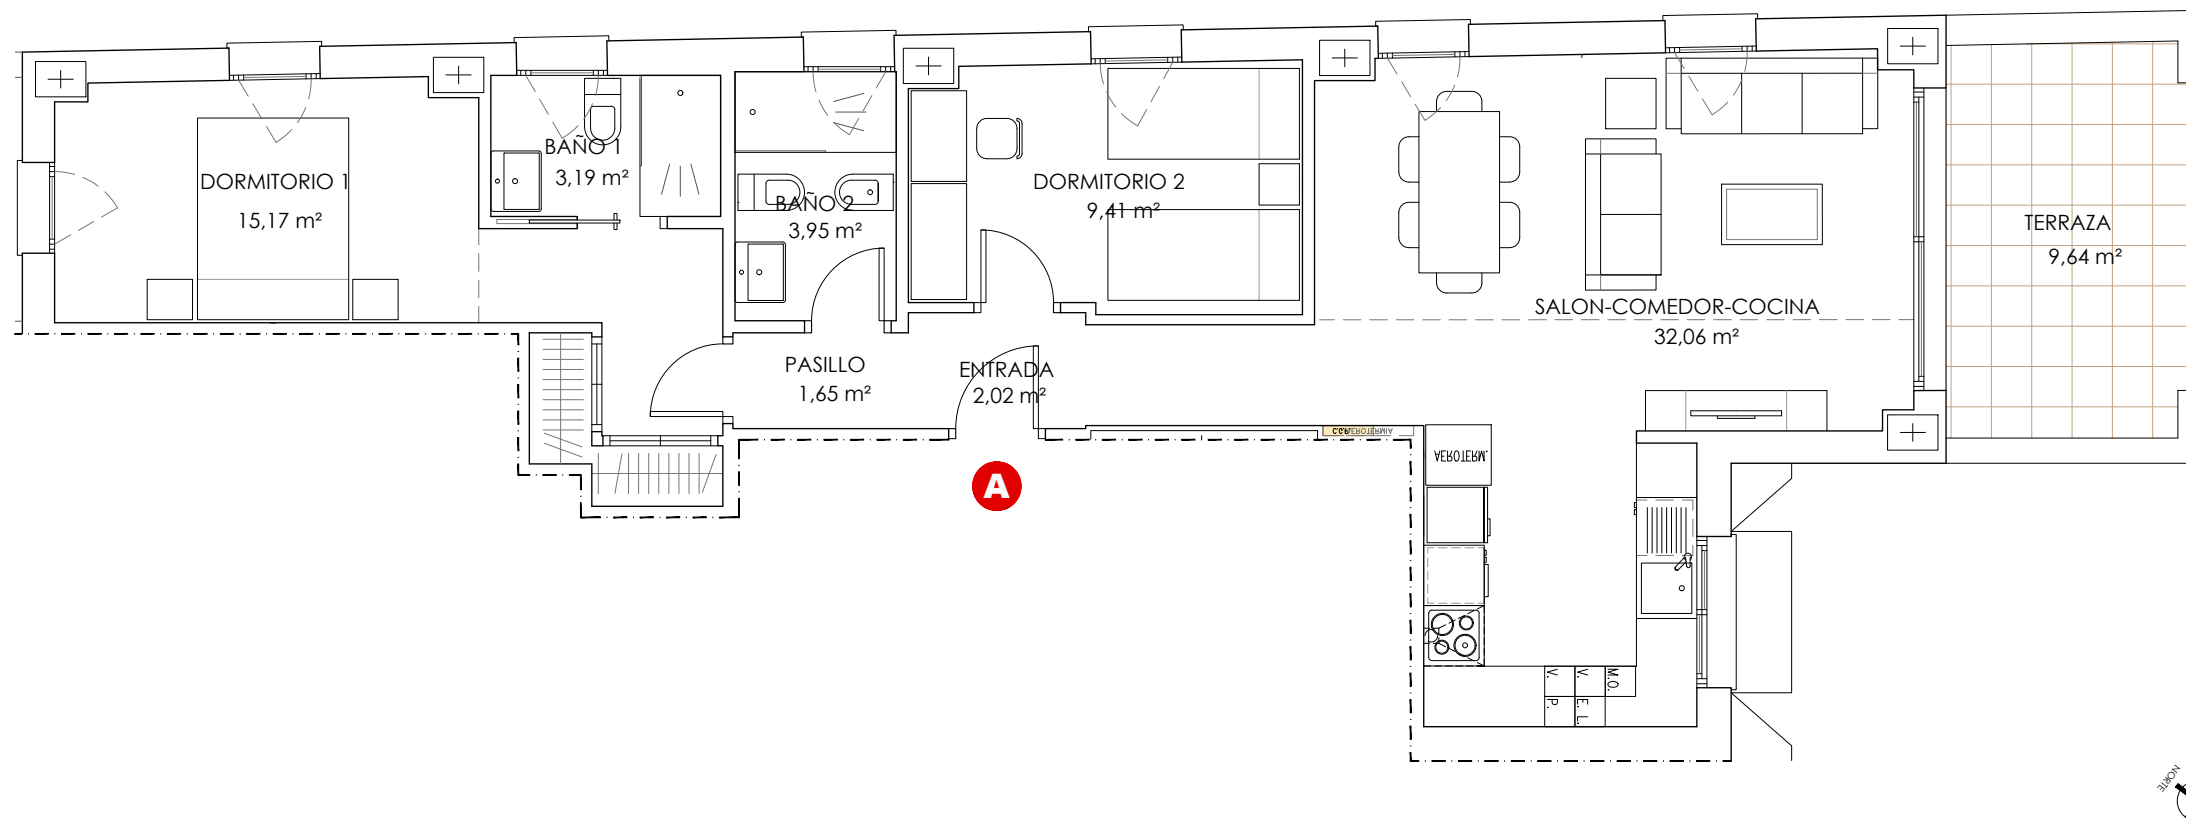 DORMITORIO 1
15,17 m²
BAÑO 1
3,19 m²
BAÑO 2
3,95 m²
DORMITORIO 2
9,41 m²
SALON-COMEDOR-COCINA
32,06 m²
TERRAZA
9,64 m²
PASILLO
1,65 m²
ENTRADA
2,02 m²
A
AEROTERM.
V. P.
V. E. L.
M.O.
NORTE